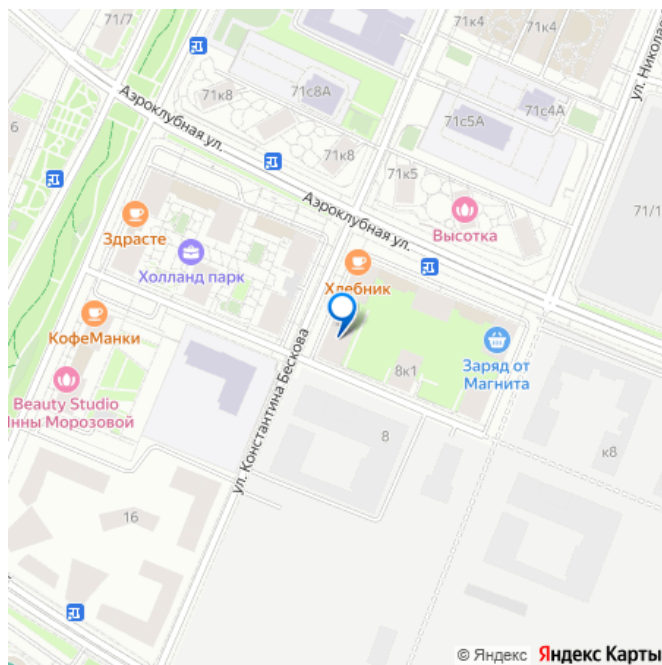 71/7
71к4
71к4
ул. Никола
71к8
71с8А
71с5А
71с4А
Аэроклубная ул.
6
71к8
71к5
71/1
Аэроклубная ул.
Здрасте
Высотка
Холланд парк
Хлебник
КофеМанки
ул. Константина Бескова
8к1
Заряд от
Магнита
Beauty Studio
Инны Морозовой
8
к8
16
© Яндекс Яндекс Карты